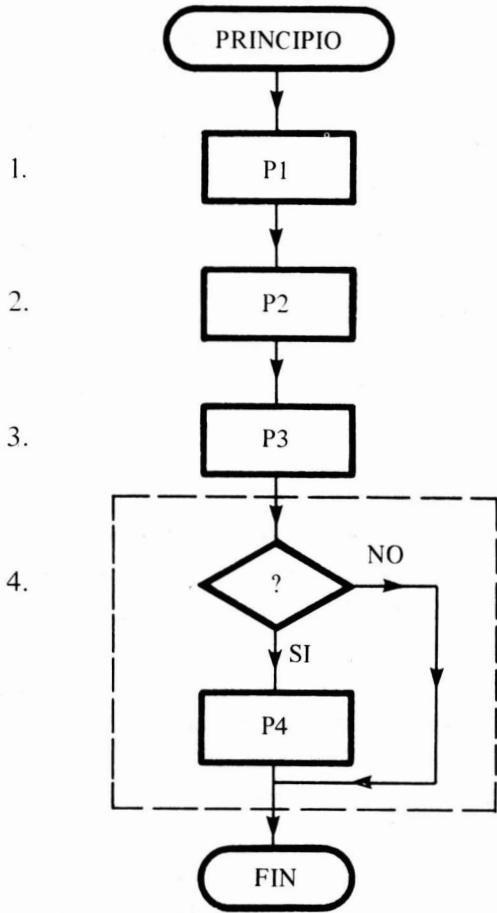 PRINCIPIO
1. P1
2. P2
3. P3
4. ? NO
SI
P4
FIN